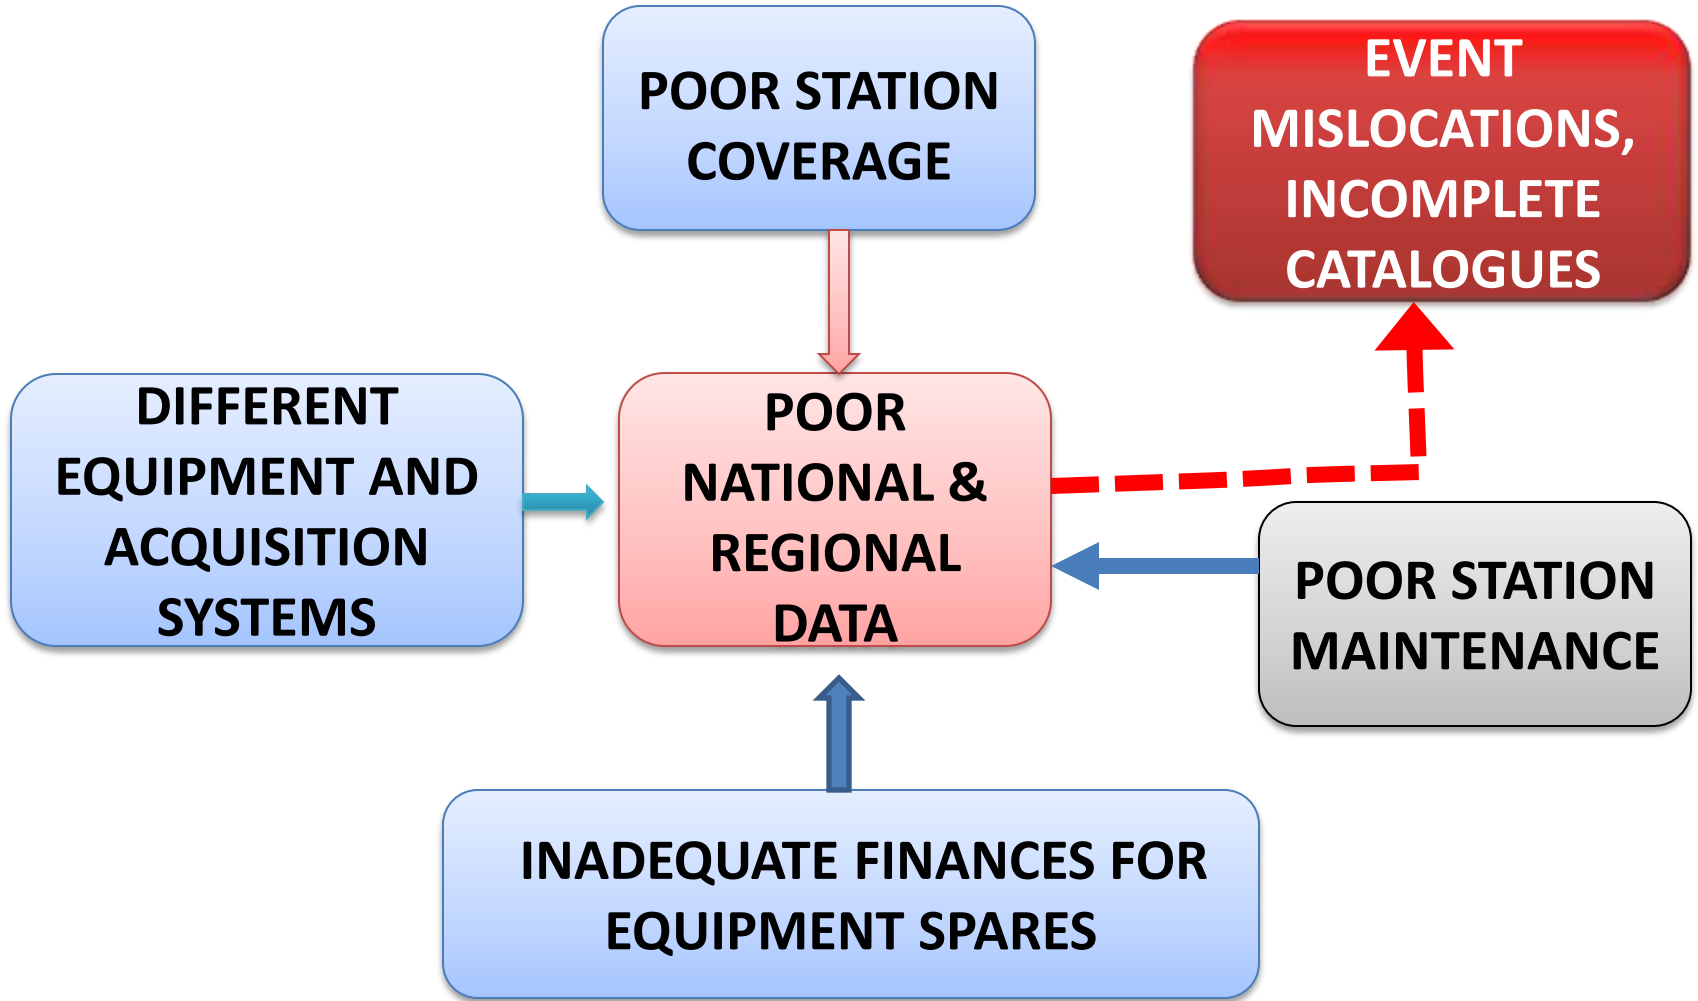 POOR STATION
COVERAGE
EVENT
MISLOCATIONS,
INCOMPLETE
CATALOGUES
DIFFERENT
EQUIPMENT AND
ACQUISITION
SYSTEMS
POOR
NATIONAL &
REGIONAL
DATA
POOR STATION
MAINTENANCE
INADEQUATE FINANCES FOR
EQUIPMENT SPARES